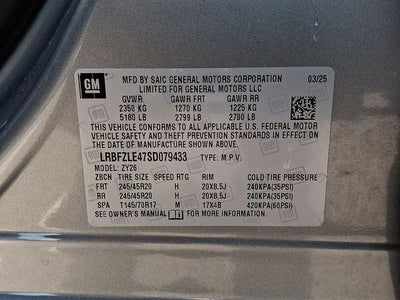 GM
MFD BY SAIC GENERAL MOTORS CORPORATION 03/25
LIMITED FOR GENERAL MOTORS LLC
GVWR GAWR FRT GAWR RR
2350 KG 1270 KG 1225 KG
5180 LB 2799 LB 2700 LB
THIS VEHICLE CONFORMS TO ALL APPLICABLE U.S. FEDERAL MOTOR
VEHICLE SAFETY AND THEFT PREVENTION STANDARDS IN EFFECT ON
THE DATE OF MANUFACTURE SHOWN ABOVE.
LRBFZLE47SD079433 TYPE: M.P.V.
MODEL: ZY26
ZBCN TIRE SIZE SPEED RTG RIM COLD TIRE PRESSURE
FRT 245/45R20 H 20X8.5J 240KPA(35PSI)
RR 245/45R20 H 20X8.5J 240KPA(35PSI)
SPA T145/70R17 M 17X4B 420KPA(60PSI)
SEE OWNER'S MANUAL FOR ADDITIONAL INFORMATION